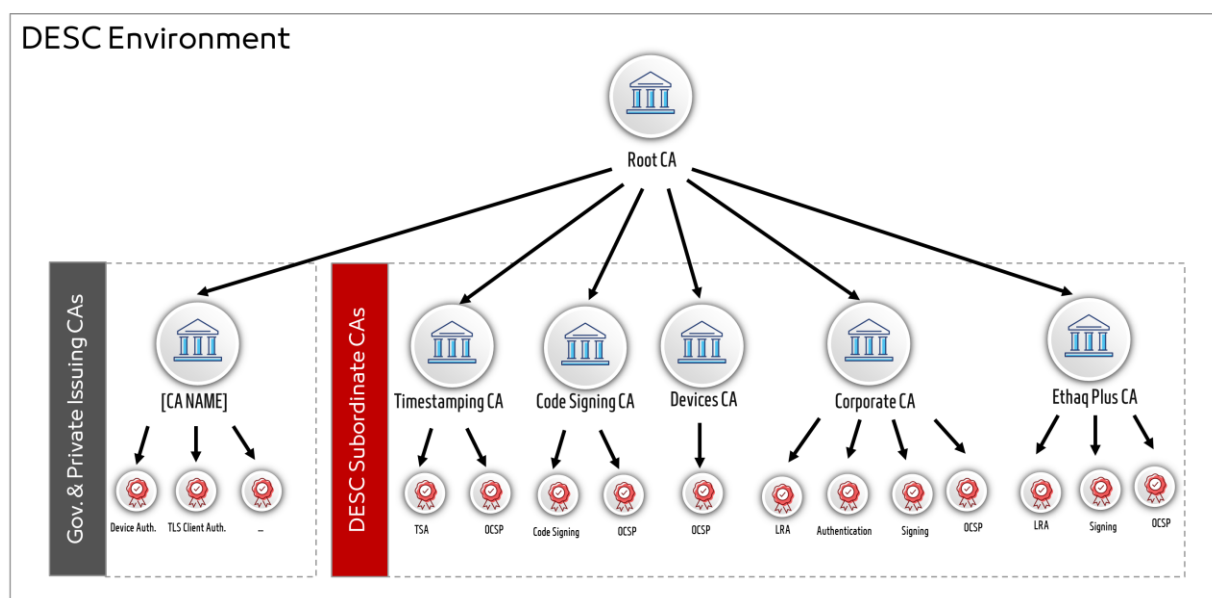 DESC Environment
Root CA
Gov. & Private Issuing CAs
[CA NAME]
Device Auth.
TLS Client Auth.
...
DESC Subordinate CAs
Timestamping CA
Code Signing CA
Devices CA
Corporate CA
Ethaq Plus CA
TSA
OCSP
Code Signing
OCSP
OCSP
LRA
Authentication
Signing
OCSP
LRA
Signing
OCSP